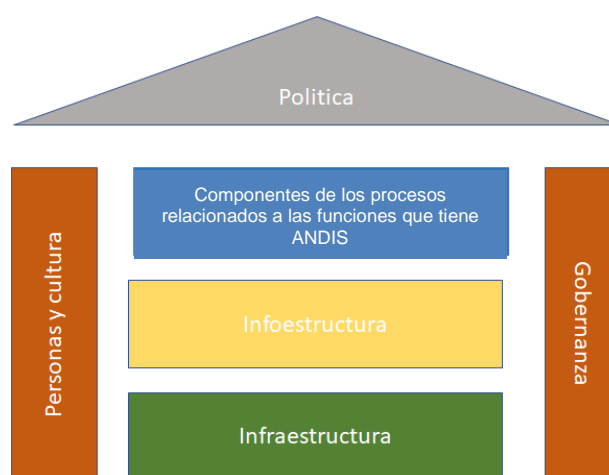 Politica
Componentes de los procesos
relacionados a las funciones que tiene
ANDIS
Personas y cultura
Infoestructura
Gobernanza
Infraestructura